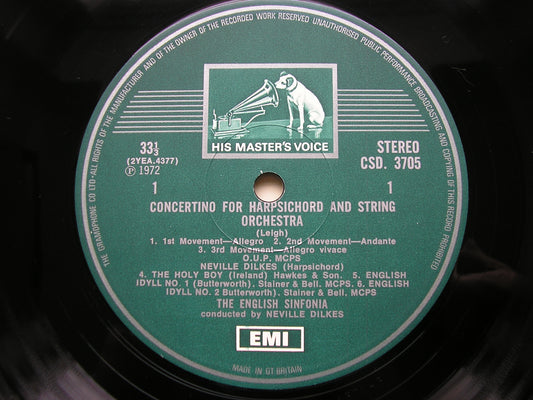 THE GRAMOPHONE CO LTD·ALL RIGHTS OF THE MANUFACTURER AND OF THE OWNER OF THE RECORDED WORK RESERVED UNAUTHORISED PUBLIC PERFORMANCE BROADCASTING AND COPYING OF THIS RECORD PROHIBITED
HIS MASTER'S VOICE
33⅓
(2YEA.4377)
Ⓟ 1972
STEREO
CSD. 3705
1
1
CONCERTINO FOR HARPSICHORD AND STRING
ORCHESTRA
(Leigh)
1. 1st Movement—Allegro 2. 2nd Movement—Andante
3. 3rd Movement—Allegro vivace
O.U.P. MCPS
NEVILLE DILKES (Harpsichord)
4. THE HOLY BOY (Ireland) Hawkes & Son. 5. ENGLISH
IDYLL NO. 1 (Butterworth). Stainer & Bell. MCPS. 6. ENGLISH
IDYLL NO. 2 Butterworth). Stainer & Bell. MCPS
THE ENGLISH SINFONIA
conducted by NEVILLE DILKES
EMI
MADE IN GT·BRITAIN